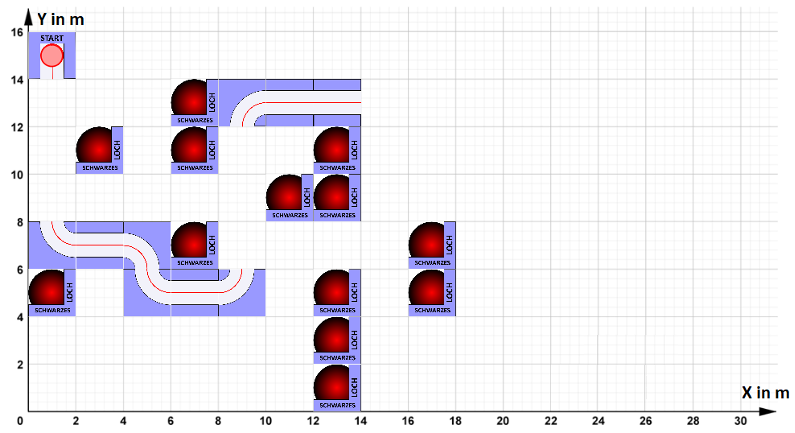 Y in m
16
START
14
SCHWARZES
LOCH
12
SCHWARZES
LOCH
SCHWARZES
LOCH
SCHWARZES
LOCH
10
SCHWARZES
LOCH
SCHWARZES
LOCH
8
SCHWARZES
LOCH
SCHWARZES
LOCH
6
SCHWARZES
LOCH
SCHWARZES
LOCH
SCHWARZES
LOCH
4
SCHWARZES
LOCH
2
SCHWARZES
LOCH
X in m
0 2 4 6 8 10 12 14 16 18 20 22 24 26 28 30